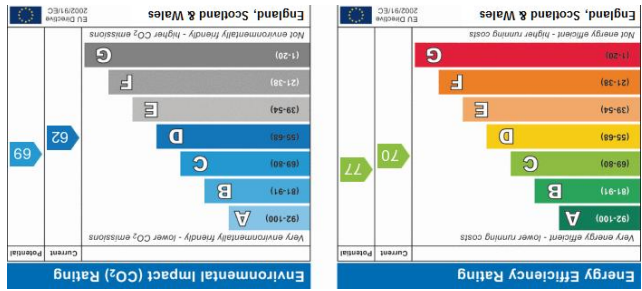 Energy Efficiency Rating
Current Potential
Very energy efficient - lower running costs
(92-100) A
(81-91) B
(69-80) C
(55-68) D
(39-54) E
(21-38) F
(1-20) G
Not energy efficient - higher running costs
70
77
England, Scotland & Wales
EU Directive
2002/91/EC
Environmental Impact (CO₂) Rating
Current Potential
Very environmentally friendly - lower CO₂ emissions
(92-100) A
(81-91) B
(69-80) C
(55-68) D
(39-54) E
(21-38) F
(1-20) G
Not environmentally friendly - higher CO₂ emissions
62
69
England, Scotland & Wales
EU Directive
2002/91/EC